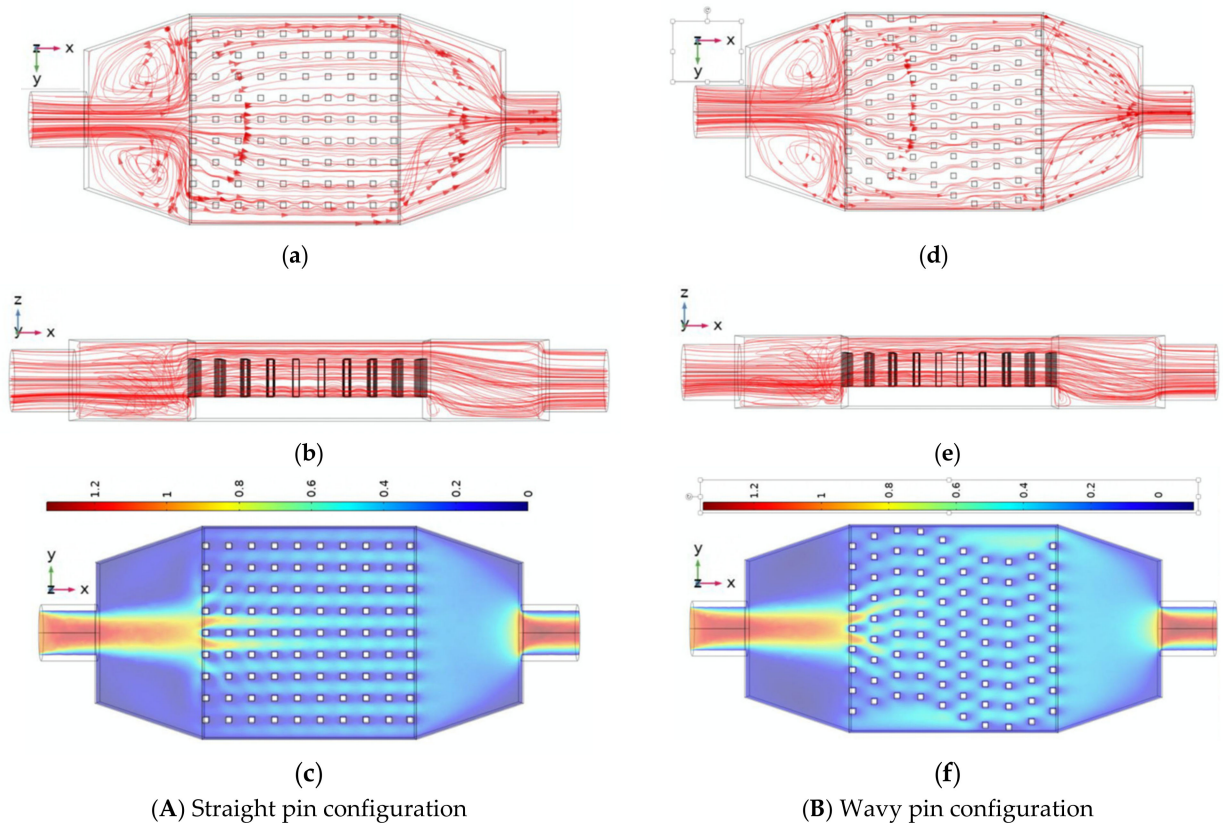 z x
y
z x
y
(a)
(d)
z
y x
z
y x
(b)
(e)
1.2 1 0.8 0.6 0.4 0.2 0
1.2 1 0.8 0.6 0.4 0.2 0
y
z x
y
z x
(c)
(f)
(A) Straight pin configuration
(B) Wavy pin configuration